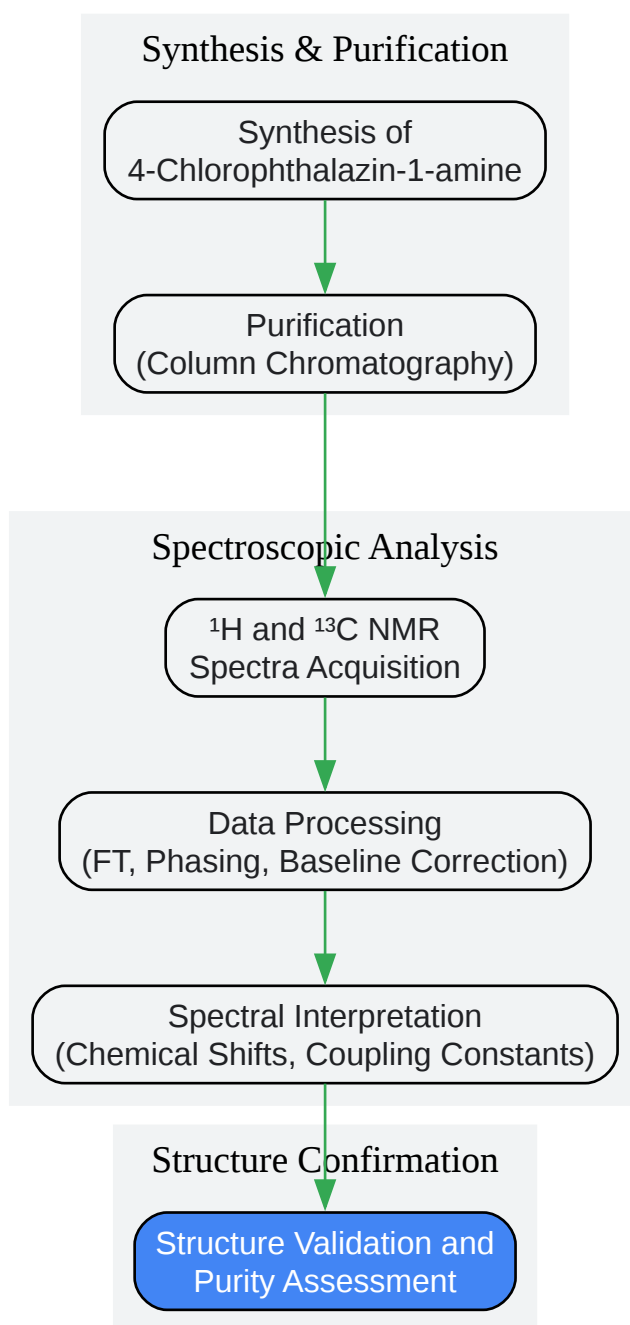 Synthesis & Purification
Synthesis of
4-Chlorophthalazin-1-amine
Purification
(Column Chromatography)
Spectroscopic Analysis
¹H and ¹³C NMR
Spectra Acquisition
Data Processing
(FT, Phasing, Baseline Correction)
Spectral Interpretation
(Chemical Shifts, Coupling Constants)
Structure Confirmation
Structure Validation and
Purity Assessment